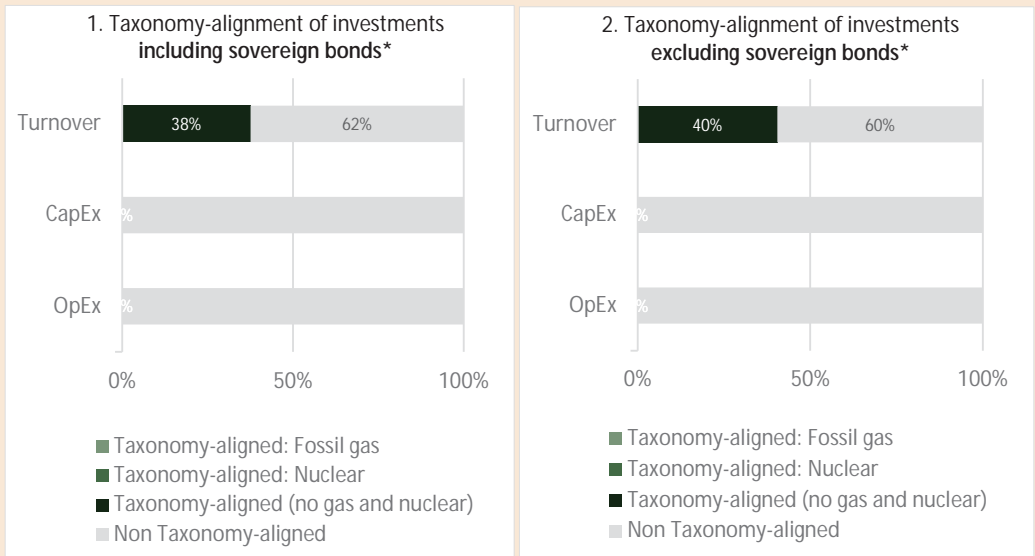 1. Taxonomy-alignment of investments
including sovereign bonds*
Turnover
38%
62%
CapEx
%
OpEx
%
0%
50%
100%
Taxonomy-aligned: Fossil gas
Taxonomy-aligned: Nuclear
Taxonomy-aligned (no gas and nuclear)
Non Taxonomy-aligned
2. Taxonomy-alignment of investments
excluding sovereign bonds*
Turnover
40%
60%
CapEx
%
OpEx
%
0%
50%
100%
Taxonomy-aligned: Fossil gas
Taxonomy-aligned: Nuclear
Taxonomy-aligned (no gas and nuclear)
Non Taxonomy-aligned